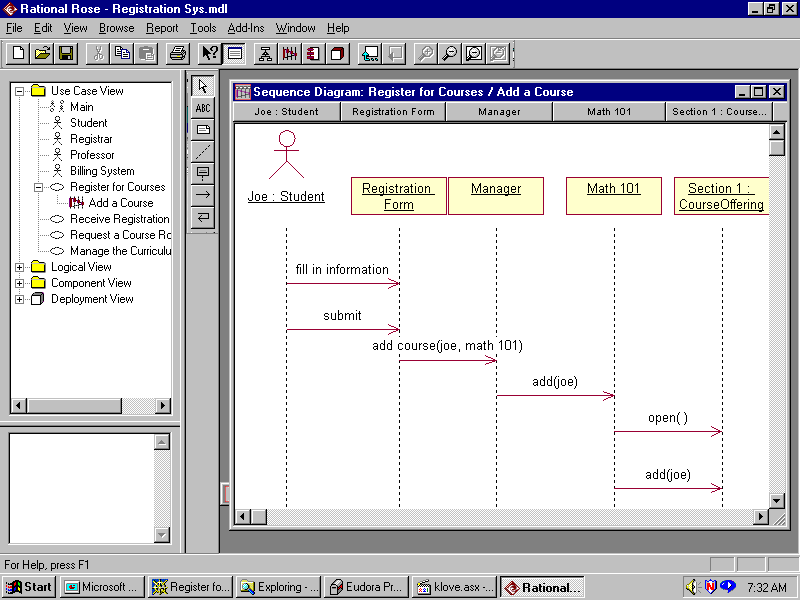 Rational Rose - Registration Sys.mdl
File Edit View Browse Report Tools Add-Ins Window Help
ABC
Use Case View
Main
Student
Registrar
Professor
Billing System
Register for Courses
Add a Course
Receive Registration
Request a Course Ro
Manage the Curriculu
Logical View
Component View
Deployment View
Sequence Diagram: Register for Courses / Add a Course
Joe : Student Registration Form Manager Math 101 Section 1 : Course...
Joe : Student
Registration
Form
Manager
Math 101
Section 1 :
CourseOffering
fill in information
submit
add course(joe, math 101)
add(joe)
open( )
add(joe)
For Help, press F1
Start Microsoft ... Register fo... Exploring - ... Eudora Pr... klove.asx -... Rational... 7:32 AM